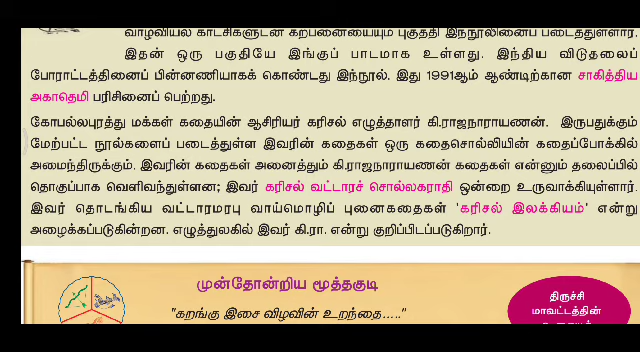 வாழ்வியல் காட்சிகளுடன் கற்பனையையும் புகுத்தி இந்நூலினைப் படைத்துள்ளார்.
இதன் ஒரு பகுதியே இங்குப் பாடமாக உள்ளது. இந்திய விடுதலைப்
போராட்டத்தினைப் பின்னணியாகக் கொண்டது இந்நூல். இது 1991ஆம் ஆண்டிற்கான சாகித்திய
அகாதெமி பரிசினைப் பெற்றது.
கோபல்லபுரத்து மக்கள் கதையின் ஆசிரியர் கரிசல் எழுத்தாளர் கி.ராஜநாராயணன். இருபதுக்கும்
மேற்பட்ட நூல்களைப் படைத்துள்ள இவரின் கதைகள் ஒரு கதைசொல்லியின் கதைப்போக்கில்
அமைந்திருக்கும். இவரின் கதைகள் அனைத்தும் கி.ராஜநாராயணன் கதைகள் என்னும் தலைப்பில்
தொகுப்பாக வெளிவந்துள்ளன; இவர் கரிசல் வட்டாரச் சொல்லகராதி ஒன்றை உருவாக்கியுள்ளார்.
இவர் தொடங்கிய வட்டாரமரபு வாய்மொழிப் புனைகதைகள் 'கரிசல் இலக்கியம்' என்று
அழைக்கப்படுகின்றன. எழுத்துலகில் இவர் கி.ரா. என்று குறிப்பிடப்படுகிறார்.
முன்தோன்றிய மூத்தகுடி
"கறங்கு இசை விழவின் உறந்தை....."
திருச்சி
மாவட்டத்தின்